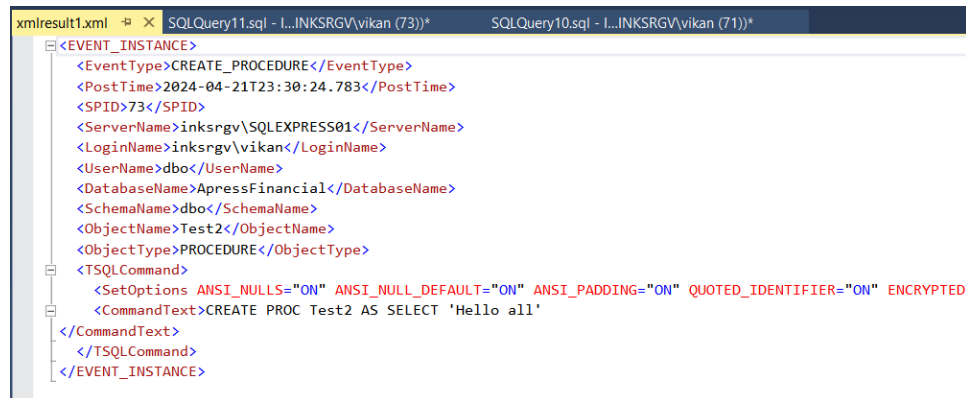 xmlresult1.xml SQLQuery11.sql - I...INKSRGV\vikan (73))* SQLQuery10.sql - I...INKSRGV\vikan (71))*
<EVENT_INSTANCE>
<EventType>CREATE_PROCEDURE</EventType>
<PostTime>2024-04-21T23:30:24.783</PostTime>
<SPID>73</SPID>
<ServerName>inksrgv\SQLEXPRESS01</ServerName>
<LoginName>inksrgv\vikan</LoginName>
<UserName>dbo</UserName>
<DatabaseName>ApressFinancial</DatabaseName>
<SchemaName>dbo</SchemaName>
<ObjectName>Test2</ObjectName>
<ObjectType>PROCEDURE</ObjectType>
<TSQLCommand>
<SetOptions ANSI_NULLS="ON" ANSI_NULL_DEFAULT="ON" ANSI_PADDING="ON" QUOTED_IDENTIFIER="ON" ENCRYPTED
<CommandText>CREATE PROC Test2 AS SELECT 'Hello all'
</CommandText>
</TSQLCommand>
</EVENT_INSTANCE>